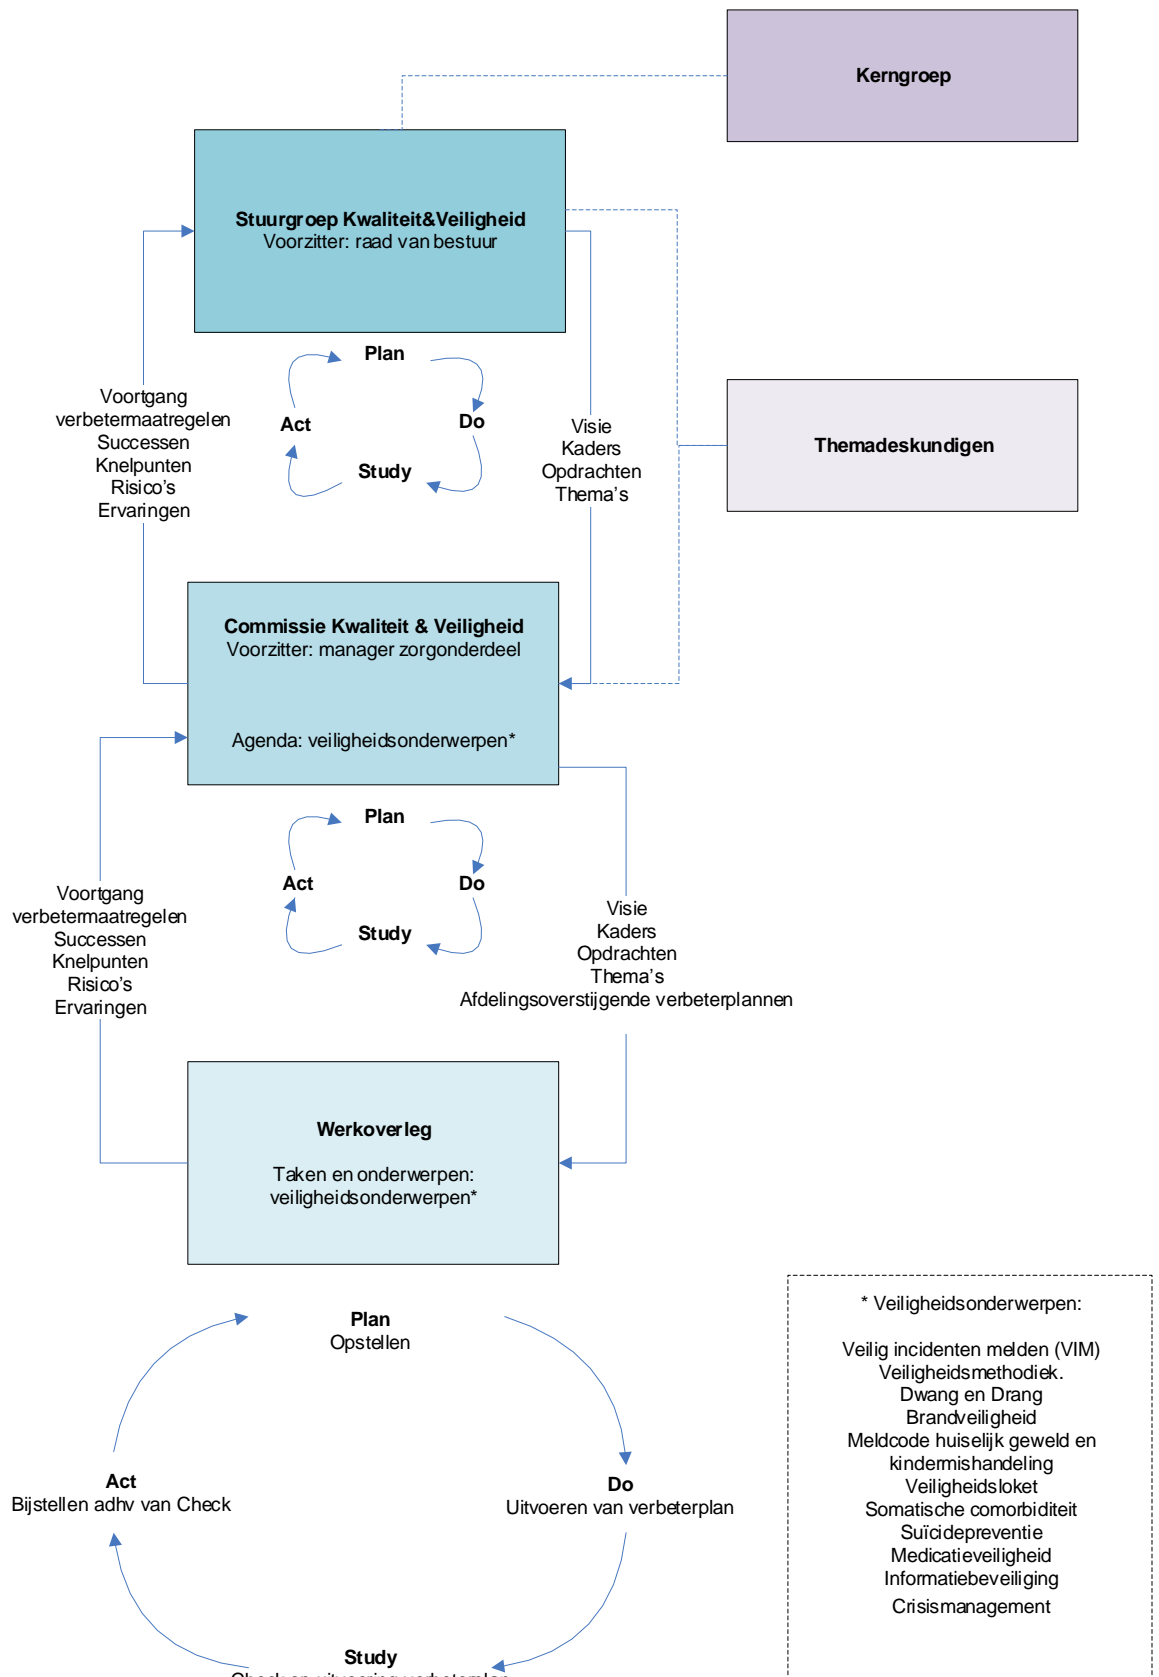 Kerngroep
Stuurgroep Kwaliteit&Veiligheid
Voorzitter: raad van bestuur
Plan
Do
Study
Act
Voortgang
verbetermaatregelen
Successen
Knelpunten
Risico's
Ervaringen
Visie
Kaders
Opdrachten
Thema's
Themadeskundigen
Commissie Kwaliteit & Veiligheid
Voorzitter: manager zorgonderdeel
Agenda: veiligheidsonderwerpen*
Plan
Do
Study
Act
Voortgang
verbetermaatregelen
Successen
Knelpunten
Risico's
Ervaringen
Visie
Kaders
Opdrachten
Thema's
Afdelingsoverstijgende verbeterplannen
Werkoverleg
Taken en onderwerpen:
veiligheidsonderwerpen*
Plan
Opstellen
Do
Uitvoeren van verbeterplan
Study
Check op uitvoering verbeterplan
Act
Bijstellen adhv van Check
* Veiligheidsonderwerpen:
Veilig incidenten melden (VIM)
Veiligheidsmethodiek.
Dwang en Drang
Brandveiligheid
Meldcode huiselijk geweld en
kindermishandeling
Veiligheidsloket
Somatische comorbiditeit
Suïcidepreventie
Medicatieveiligheid
Informatiebeveiliging
Crisismanagement